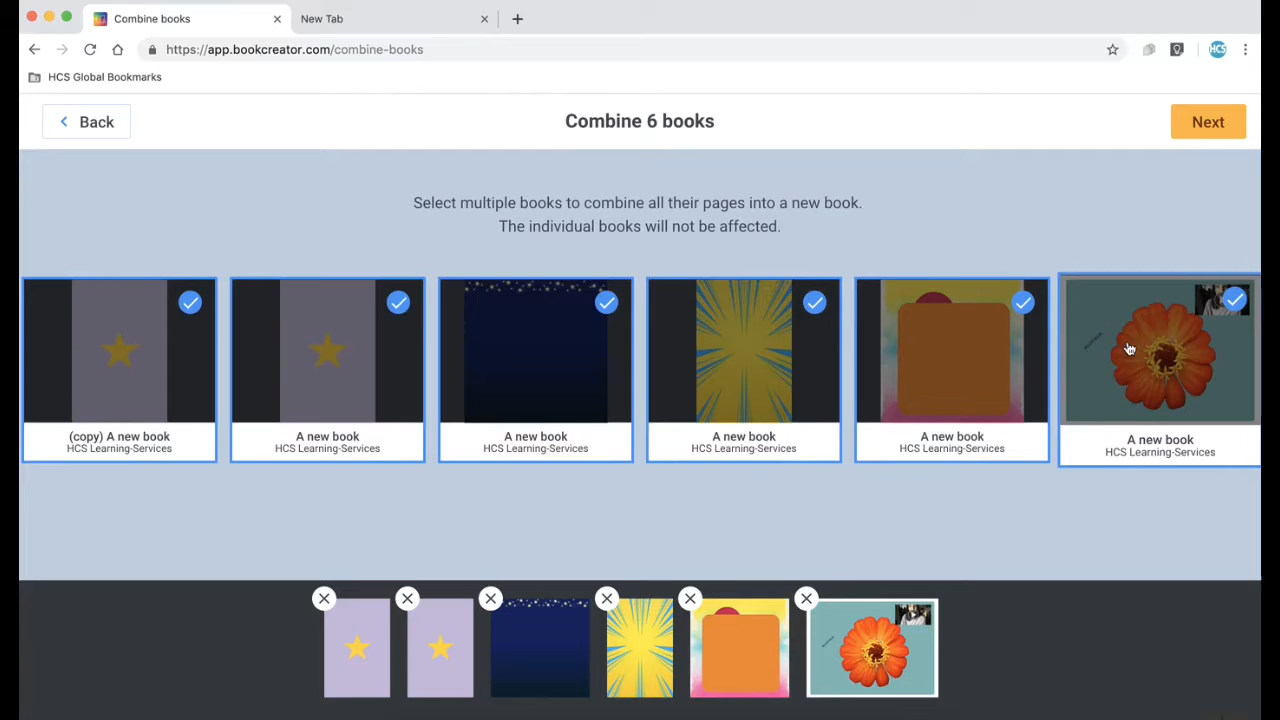 Combine books
New Tab
https://app.bookcreator.com/combine-books
HCS
HCS Global Bookmarks
Back
Combine 6 books
Next
Select multiple books to combine all their pages into a new book.
The individual books will not be affected.
(copy) A new book
HCS Learning-Services
A new book
HCS Learning-Services
A new book
HCS Learning-Services
A new book
HCS Learning-Services
A new book
HCS Learning-Services
A new book
HCS Learning-Services